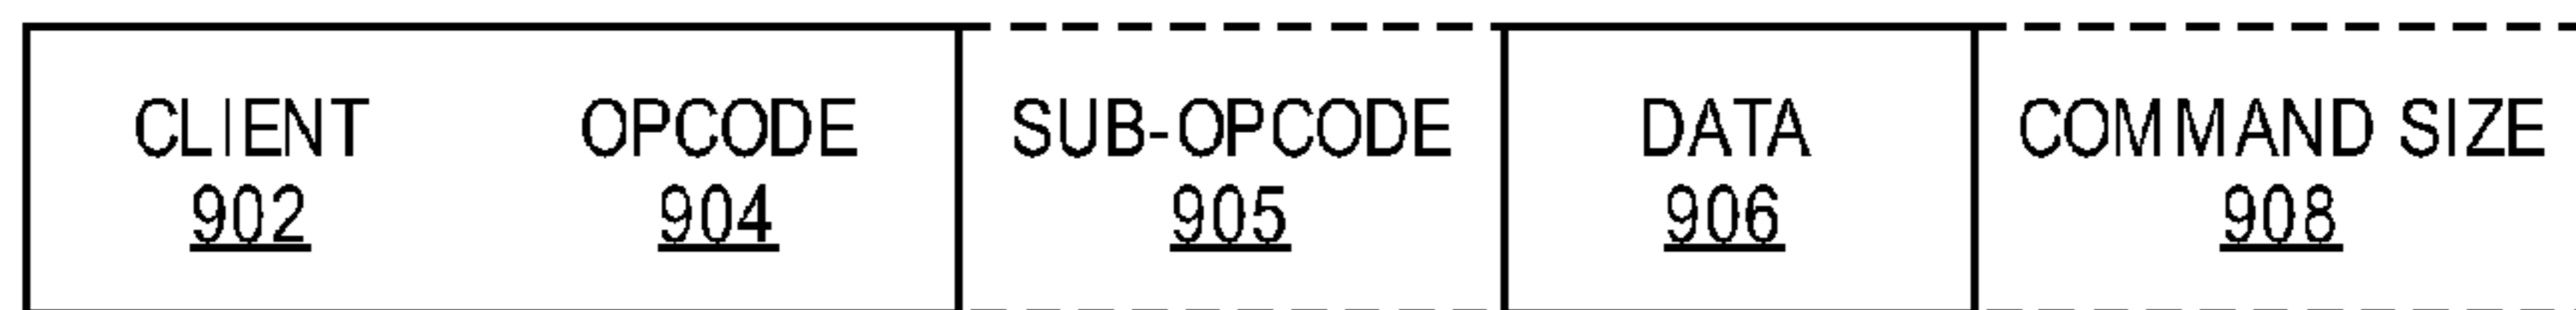 CLIENT OPCODE SUB-OPCODE DATA COMMAND SIZE
902 904 905 906 908